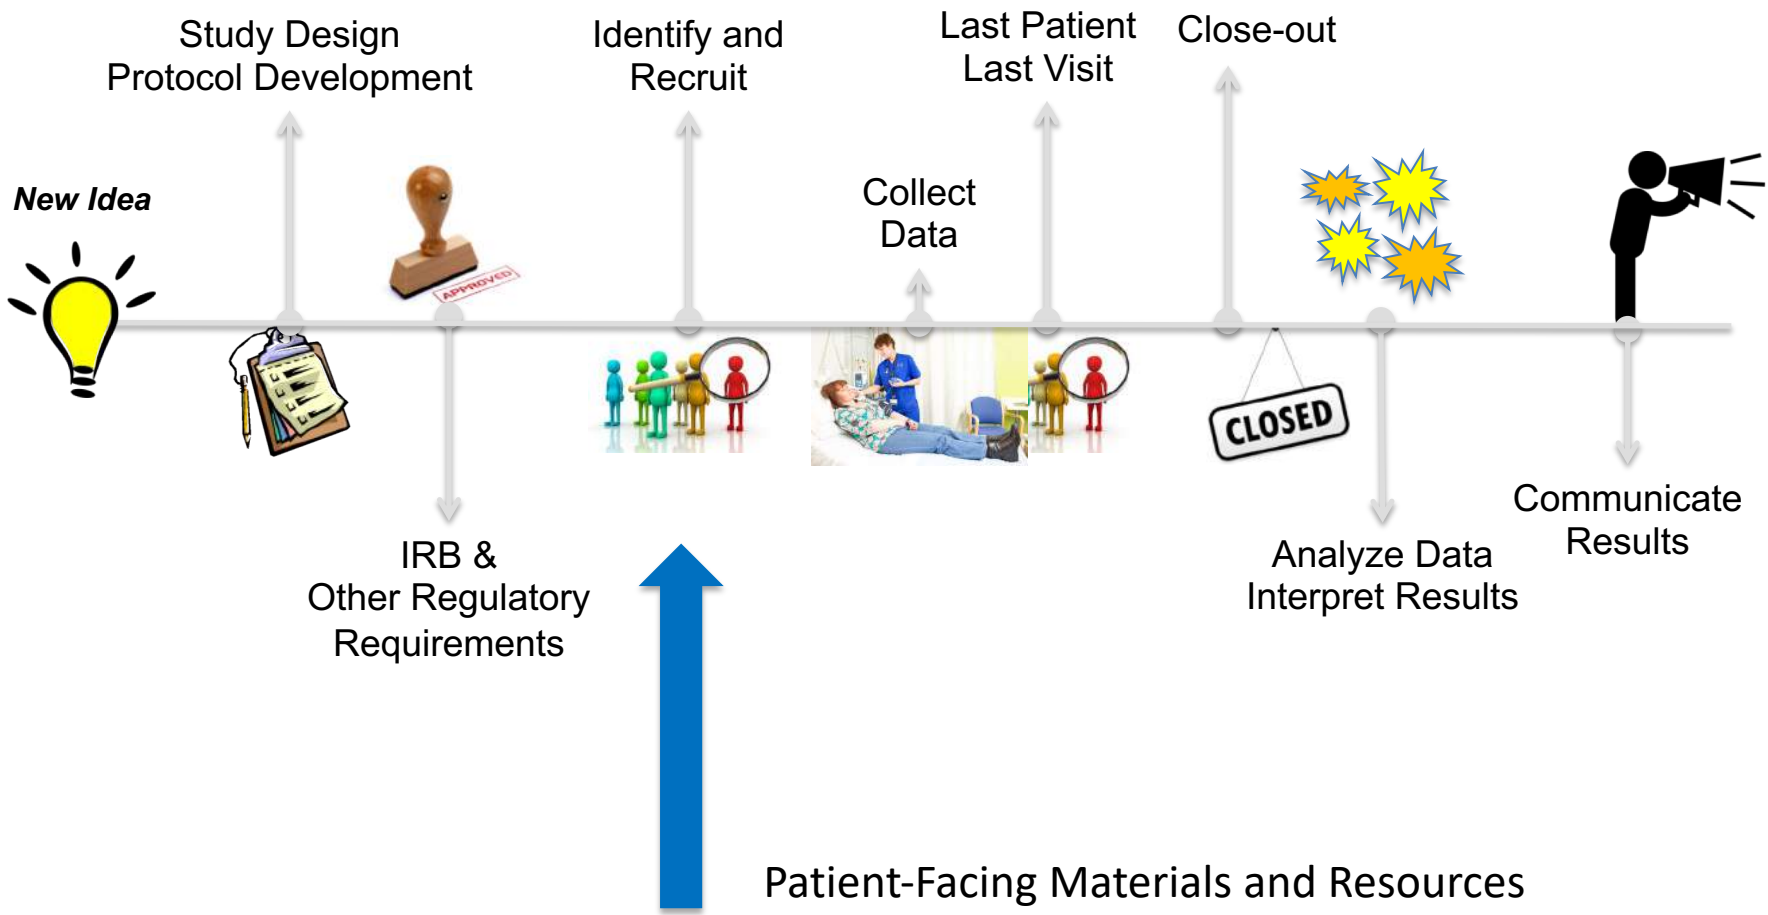 Study Design
Protocol Development
Identify and
Recruit
Last Patient
Last Visit
Close-out
New Idea
APPROVED
Collect
Data
CLOSED
IRB &
Other Regulatory
Requirements
Analyze Data
Interpret Results
Communicate
Results
Patient-Facing Materials and Resources